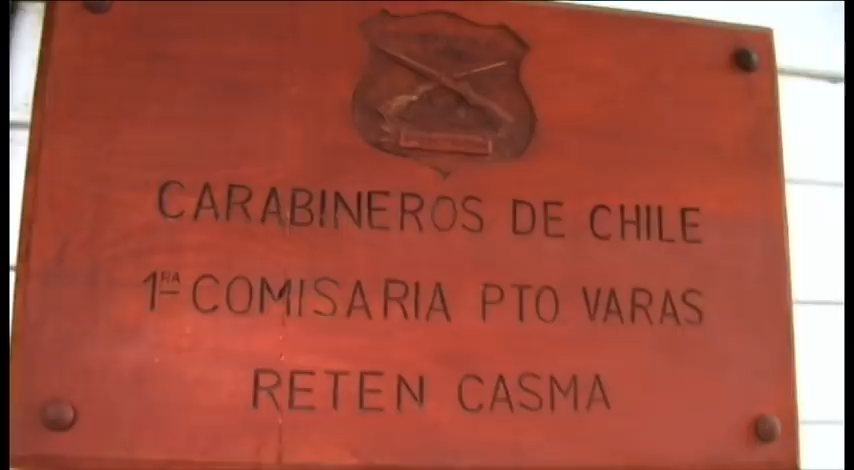 CARABINEROS DE CHILE
1RA COMISARIA PTO VARAS
RETEN CASMA